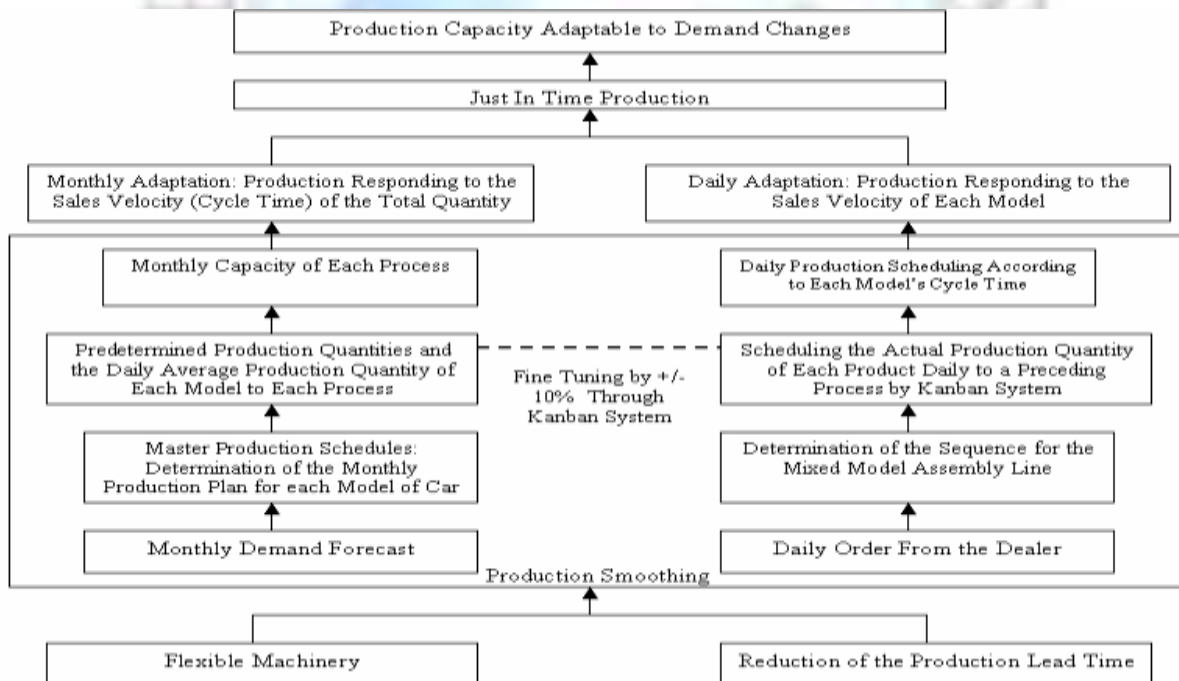 Production Capacity Adaptable to Demand Changes
Just In Time Production
Monthly Adaptation: Production Responding to the
Sales Velocity (Cycle Time) of the Total Quantity
Daily Adaptation: Production Responding to the
Sales Velocity of Each Model
Monthly Capacity of Each Process
Daily Production Scheduling According
to Each Model's Cycle Time
Predetermined Production Quantities and
the Daily Average Production Quantity of
Each Model to Each Process
Fine Tuning by +/-
10% Through
Kanban System
Scheduling the Actual Production Quantity
of Each Product Daily to a Preceding
Process by Kanban System
Master Production Schedules:
Determination of the Monthly
Production Plan for each Model of Car
Determination of the Sequence for the
Mixed Model Assembly Line
Monthly Demand Forecast
Daily Order From the Dealer
Production Smoothing
Flexible Machinery
Reduction of the Production Lead Time